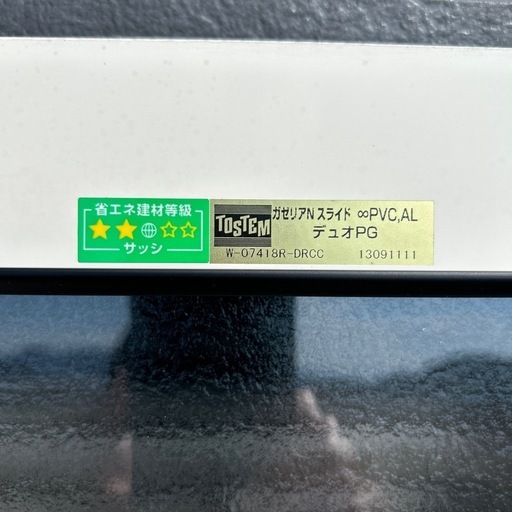 省エネ建材等級
サッシ
TOSTEM
ガゼリアN スライド ∞PVC,AL
デュオPG
W-07418R-DRCC 13091111